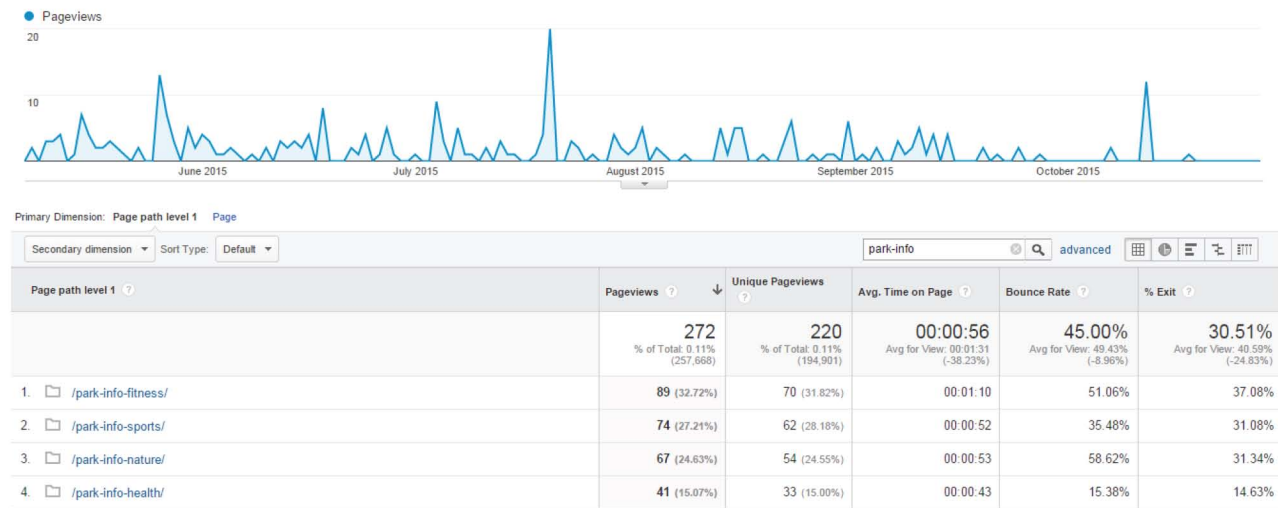 Pageviews
20
10
June 2015 July 2015 August 2015 September 2015 October 2015
Primary Dimension: Page path level 1 Page
Secondary dimension Sort Type: Default park-info advanced
Page path level 1 ? Pageviews ? Unique Pageviews ? Avg. Time on Page ? Bounce Rate ? % Exit ?
272 220 00:00:56 45.00% 30.51%
% of Total: 0.11% % of Total: 0.11% Avg for View: 00:01:31 Avg for View: 49.43% Avg for View: 40.59%
(257,668) (194,901) (-38.23%) (-8.96%) (-24.83%)
1. /park-info-fitness/ 89 (32.72%) 70 (31.82%) 00:01:10 51.06% 37.08%
2. /park-info-sports/ 74 (27.21%) 62 (28.18%) 00:00:52 35.48% 31.08%
3. /park-info-nature/ 67 (24.63%) 54 (24.55%) 00:00:53 58.62% 31.34%
4. /park-info-health/ 41 (15.07%) 33 (15.00%) 00:00:43 15.38% 14.63%